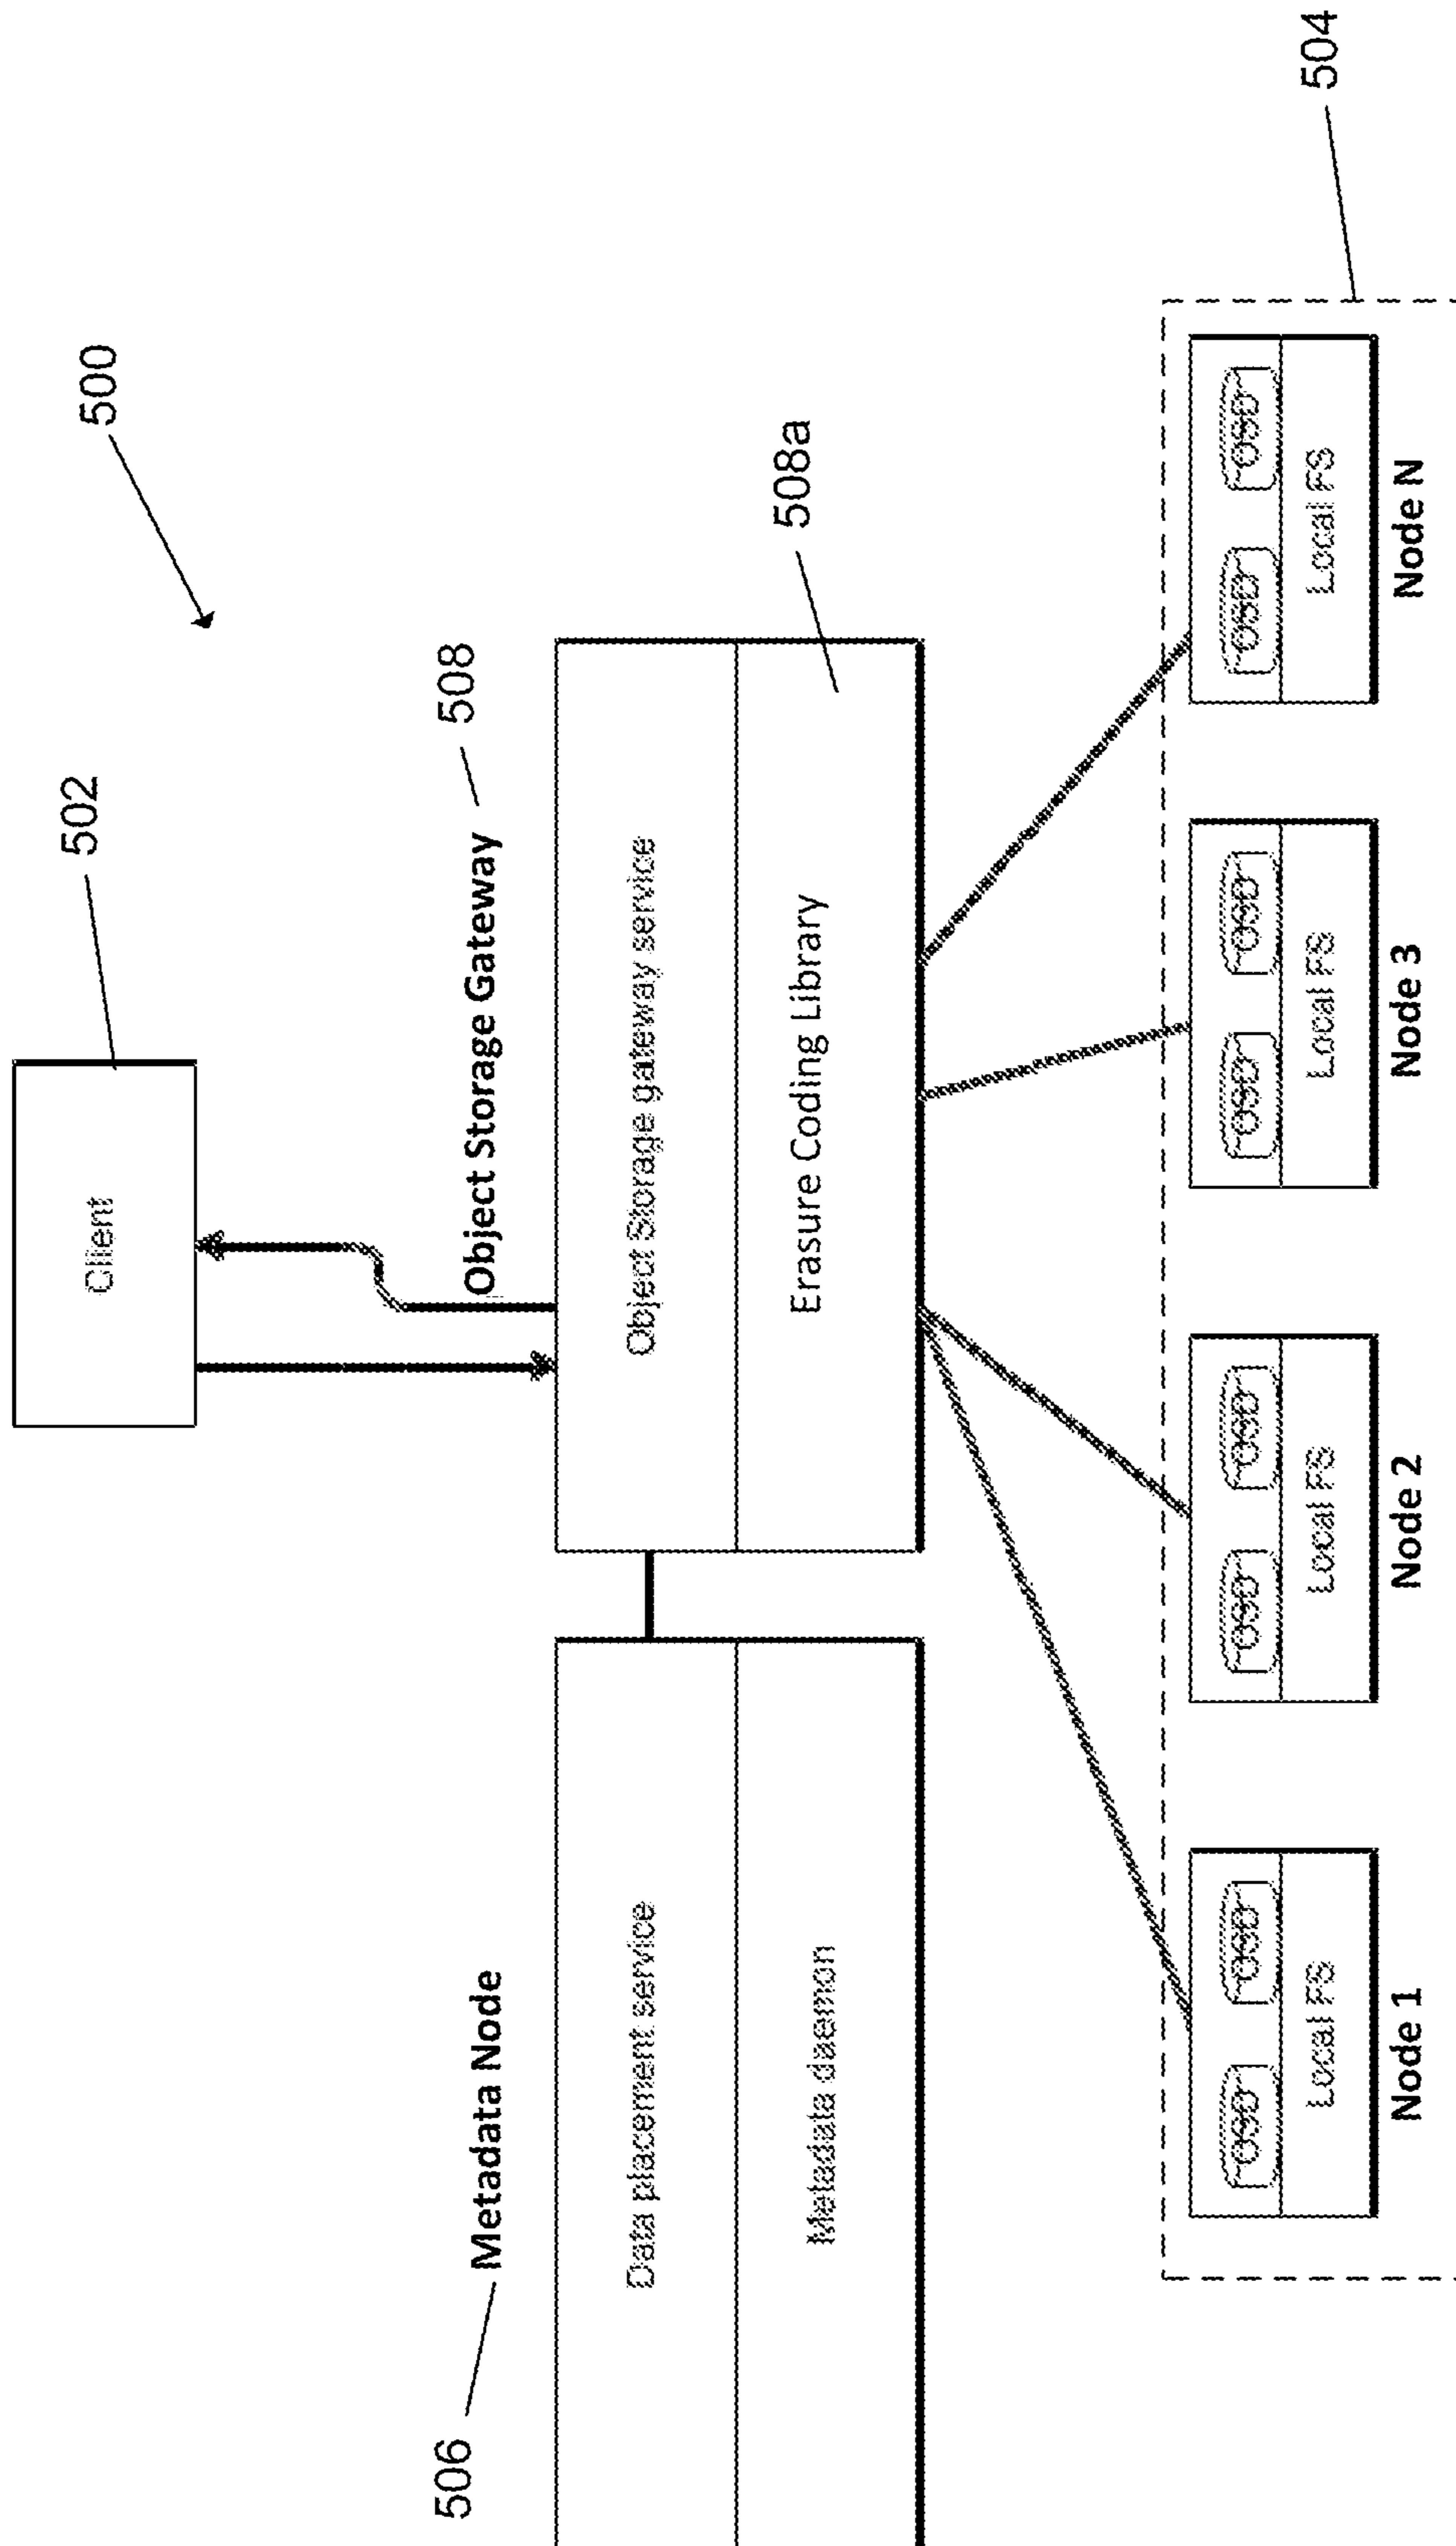 500
Client
502
506
Metadata Node
Object Storage Gateway
508
Data placement service
Metadata daemon
Object Storage gateway service
Erasure Coding Library
508a
504
OSD
OSD
Local FS
Node 1
OSD
OSD
Local FS
Node 2
OSD
OSD
Local FS
Node 3
OSD
OSD
Local FS
Node N